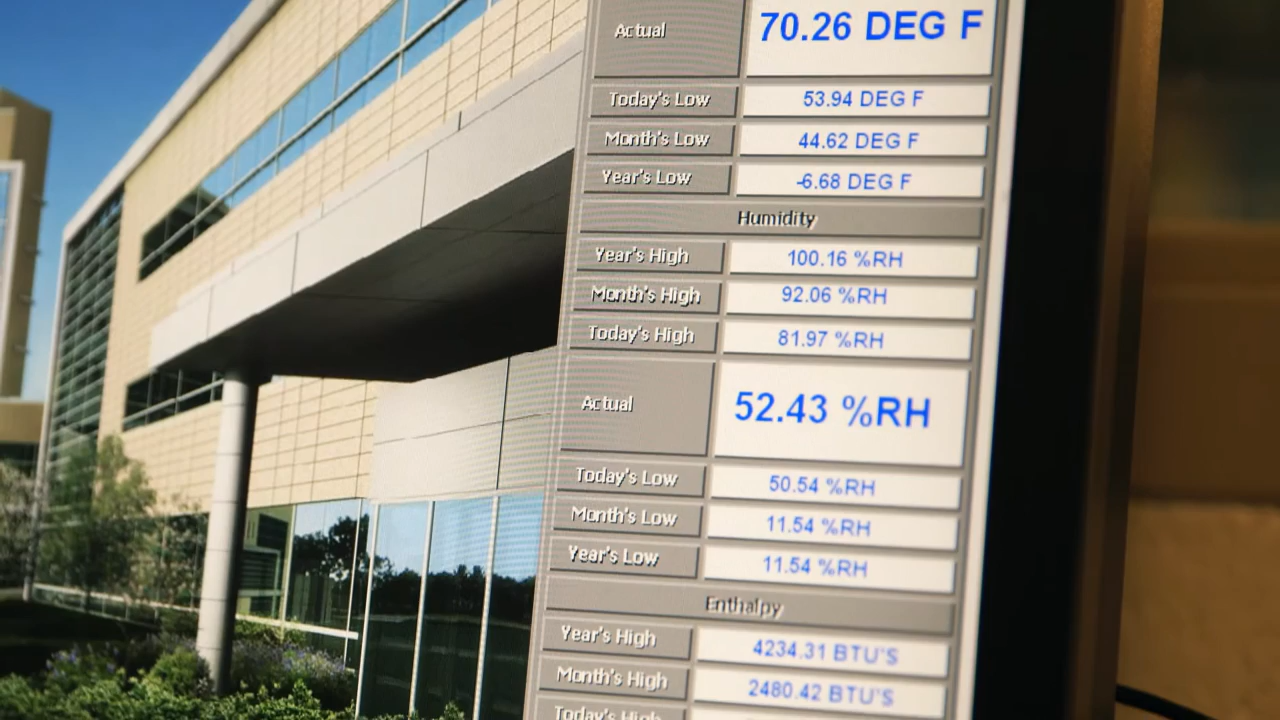 Actual 70.26 DEG F
Today's Low 53.94 DEG F
Month's Low 44.62 DEG F
Year's Low -6.68 DEG F
Humidity
Year's High 100.16 %RH
Month's High 92.06 %RH
Today's High 81.97 %RH
Actual 52.43 %RH
Today's Low 50.54 %RH
Month's Low 11.54 %RH
Year's Low 11.54 %RH
Enthalpy
Year's High 4234.31 BTU'S
Month's High 2480.42 BTU'S
Today's High